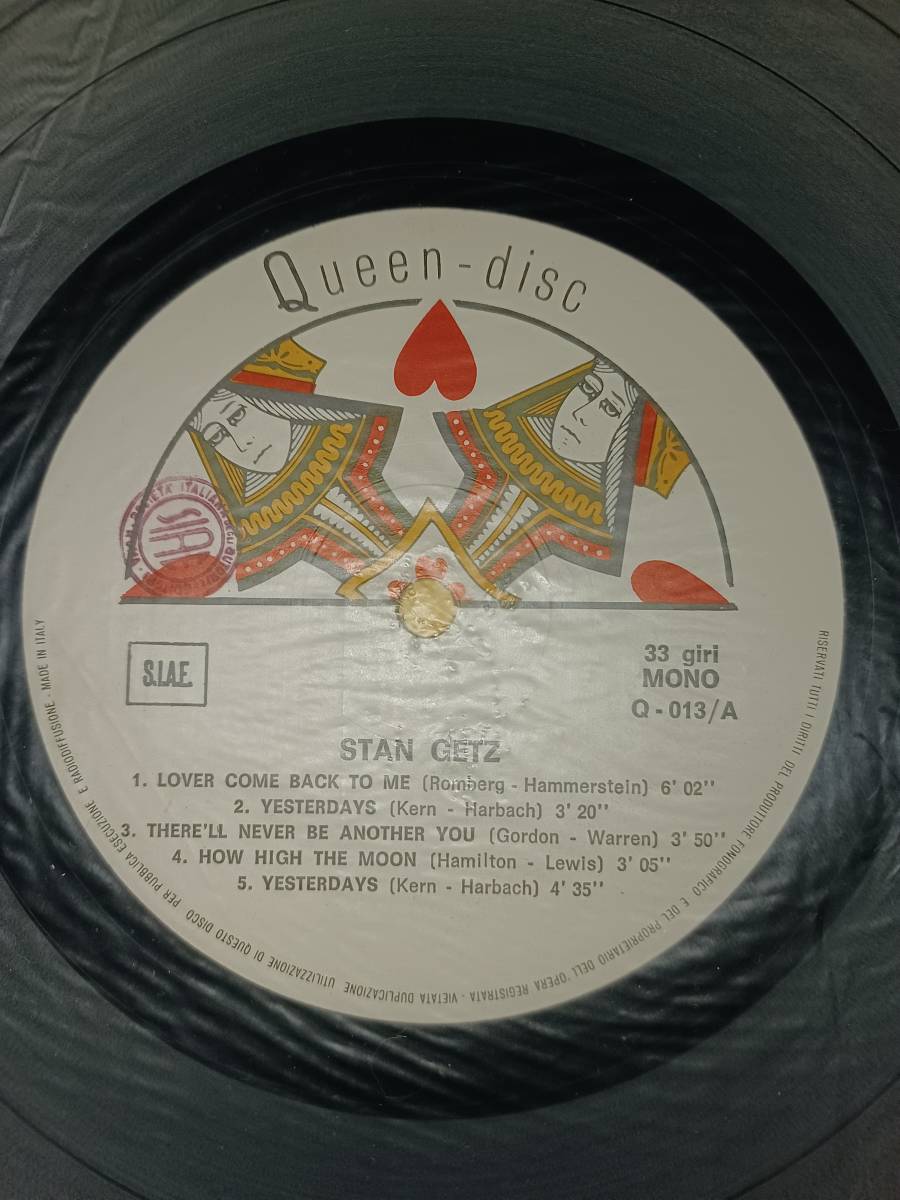 Queen-disc
SIAE
S.I.A.E.
33 giri
MONO
Q - 013/A
STAN GETZ
1. LOVER COME BACK TO ME (Romberg - Hammerstein) 6' 02''
2. YESTERDAYS (Kern - Harbach) 3' 20''
3. THERE'LL NEVER BE ANOTHER YOU (Gordon - Warren) 3' 50''
4. HOW HIGH THE MOON (Hamilton - Lewis) 3' 05''
5. YESTERDAYS (Kern - Harbach) 4' 35''
RISERVATI TUTTI I DIRITTI DEL PRODUTTORE FONOGRAFICO E DEL PROPRIETARIO DELL'OPERA REGISTRATA - VIETATA DUPLICAZIONE UTILIZZAZIONE DI QUESTO DISCO PER PUBBLICA ESECUZIONE E RADIODIFFUSIONE - MADE IN ITALY